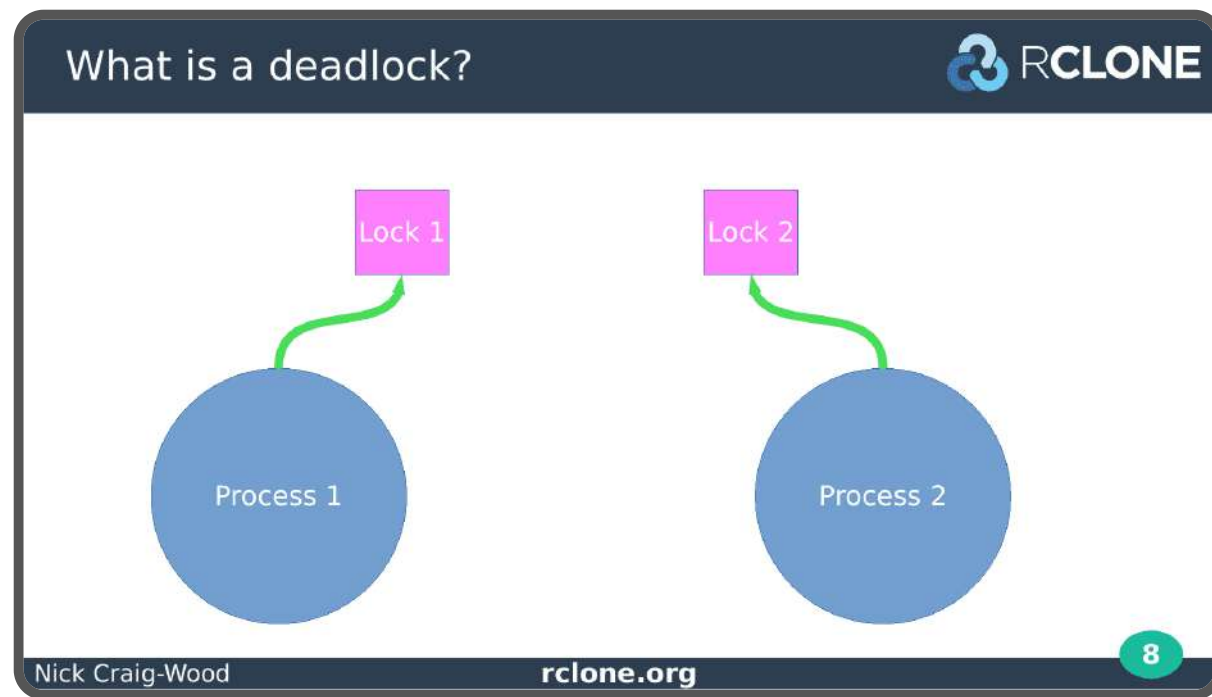 What is a deadlock?
RCLONE
Lock 1
Lock 2
Process 1
Process 2
Nick Craig-Wood
rclone.org
8